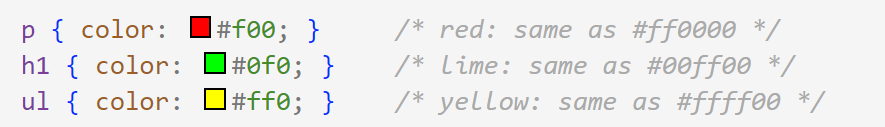 p { color: #f00; } /* red: same as #ff0000 */
h1 { color: #0f0; } /* lime: same as #00ff00 */
ul { color: #ff0; } /* yellow: same as #ffff00 */